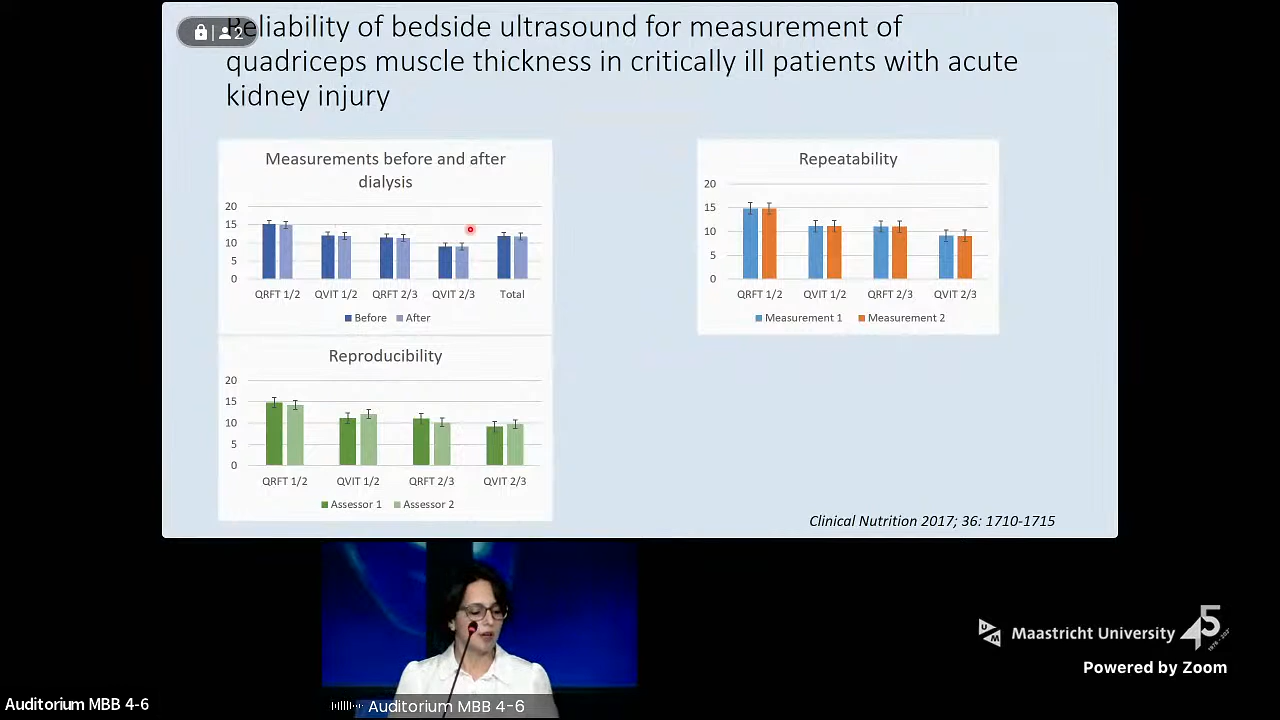 Reliability of bedside ultrasound for measurement of
quadriceps muscle thickness in critically ill patients with acute
kidney injury
2
Measurements before and after
dialysis
20
15
10
5
0
QRFT 1/2 QVIT 1/2 QRFT 2/3 QVIT 2/3 Total
Before After
Repeatability
20
15
10
5
0
QRFT 1/2 QVIT 1/2 QRFT 2/3 QVIT 2/3
Measurement 1 Measurement 2
Reproducibility
20
15
10
5
0
QRFT 1/2 QVIT 1/2 QRFT 2/3 QVIT 2/3
Assessor 1 Assessor 2
Clinical Nutrition 2017; 36: 1710-1715
Maastricht University 45
Powered by Zoom
Auditorium MBB 4-6
Auditorium MBB 4-6